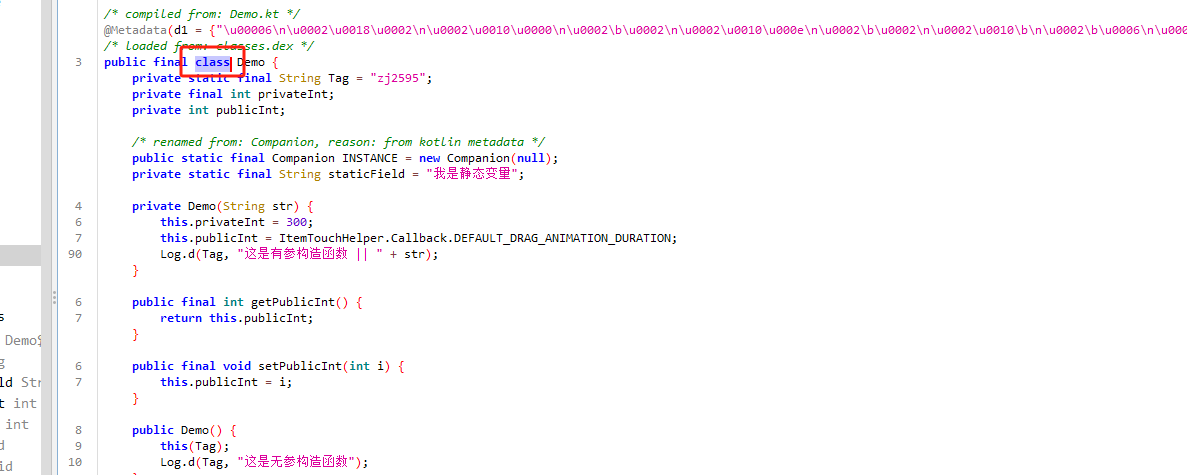 /* compiled from: Demo.kt */
@Metadata(d1 = {"\u00006\n\u0002\u0018\u0002\n\u0002\u0010\u0000\n\u0002\b\u0002\n\u0002\u0010\u000e\n\u0002\b\u0002\n\u0002\u0010\b\n\u0002\b\u0006\n\u000
/* loaded from: classes.dex */
3 public final class Demo {
private static final String Tag = "zj2595";
private final int privateInt;
private int publicInt;
/* renamed from: Companion, reason: from kotlin metadata */
public static final Companion INSTANCE = new Companion(null);
private static final String staticField = "我是静态变量";
4 private Demo(String str) {
6 this.privateInt = 300;
7 this.publicInt = ItemTouchHelper.Callback.DEFAULT_DRAG_ANIMATION_DURATION;
90 Log.d(Tag, "这是有参构造函数 || " + str);
}
6 public final int getPublicInt() {
7 return this.publicInt;
}
s
6 public final void setPublicInt(int i) {
Demo$
g
7 this.publicInt = i;
ld Str
}
t int
int
8 public Demo() {
d
9 this(Tag);
id
10 Log.d(Tag, "这是无参构造函数");